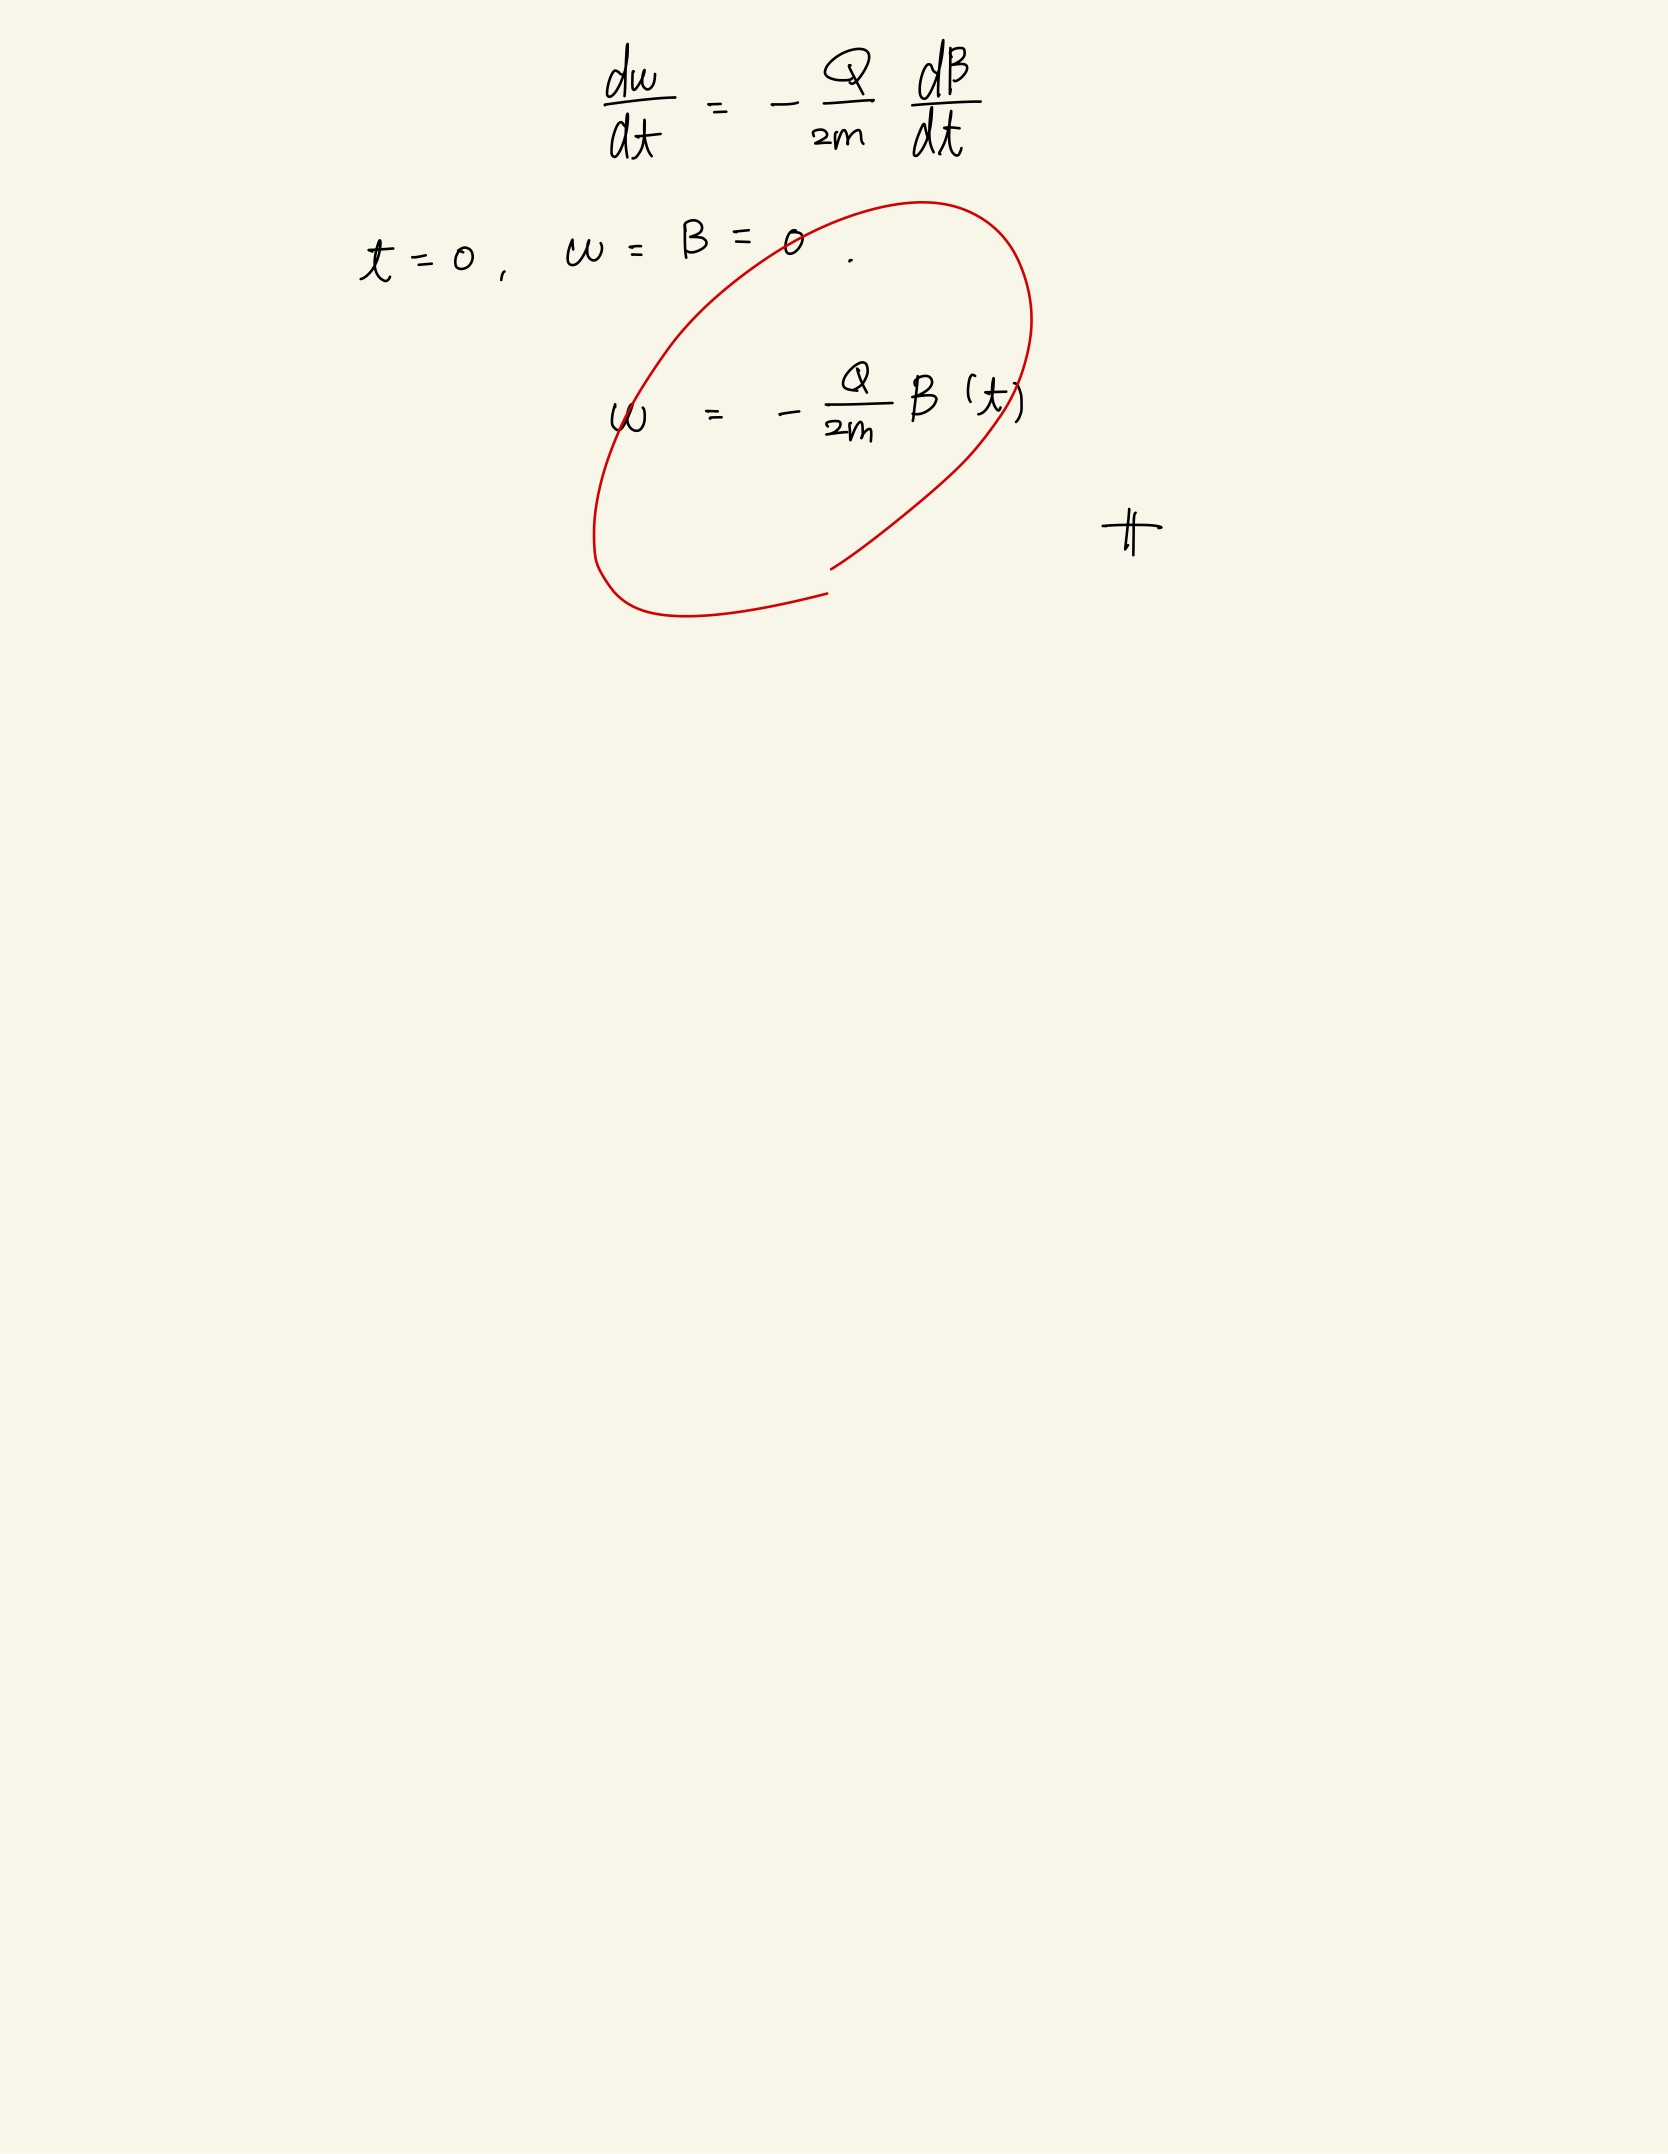 dω/dt = - Q/2m dB/dt
t = 0, ω = B = 0.
ω = - Q/2m B(t)
#